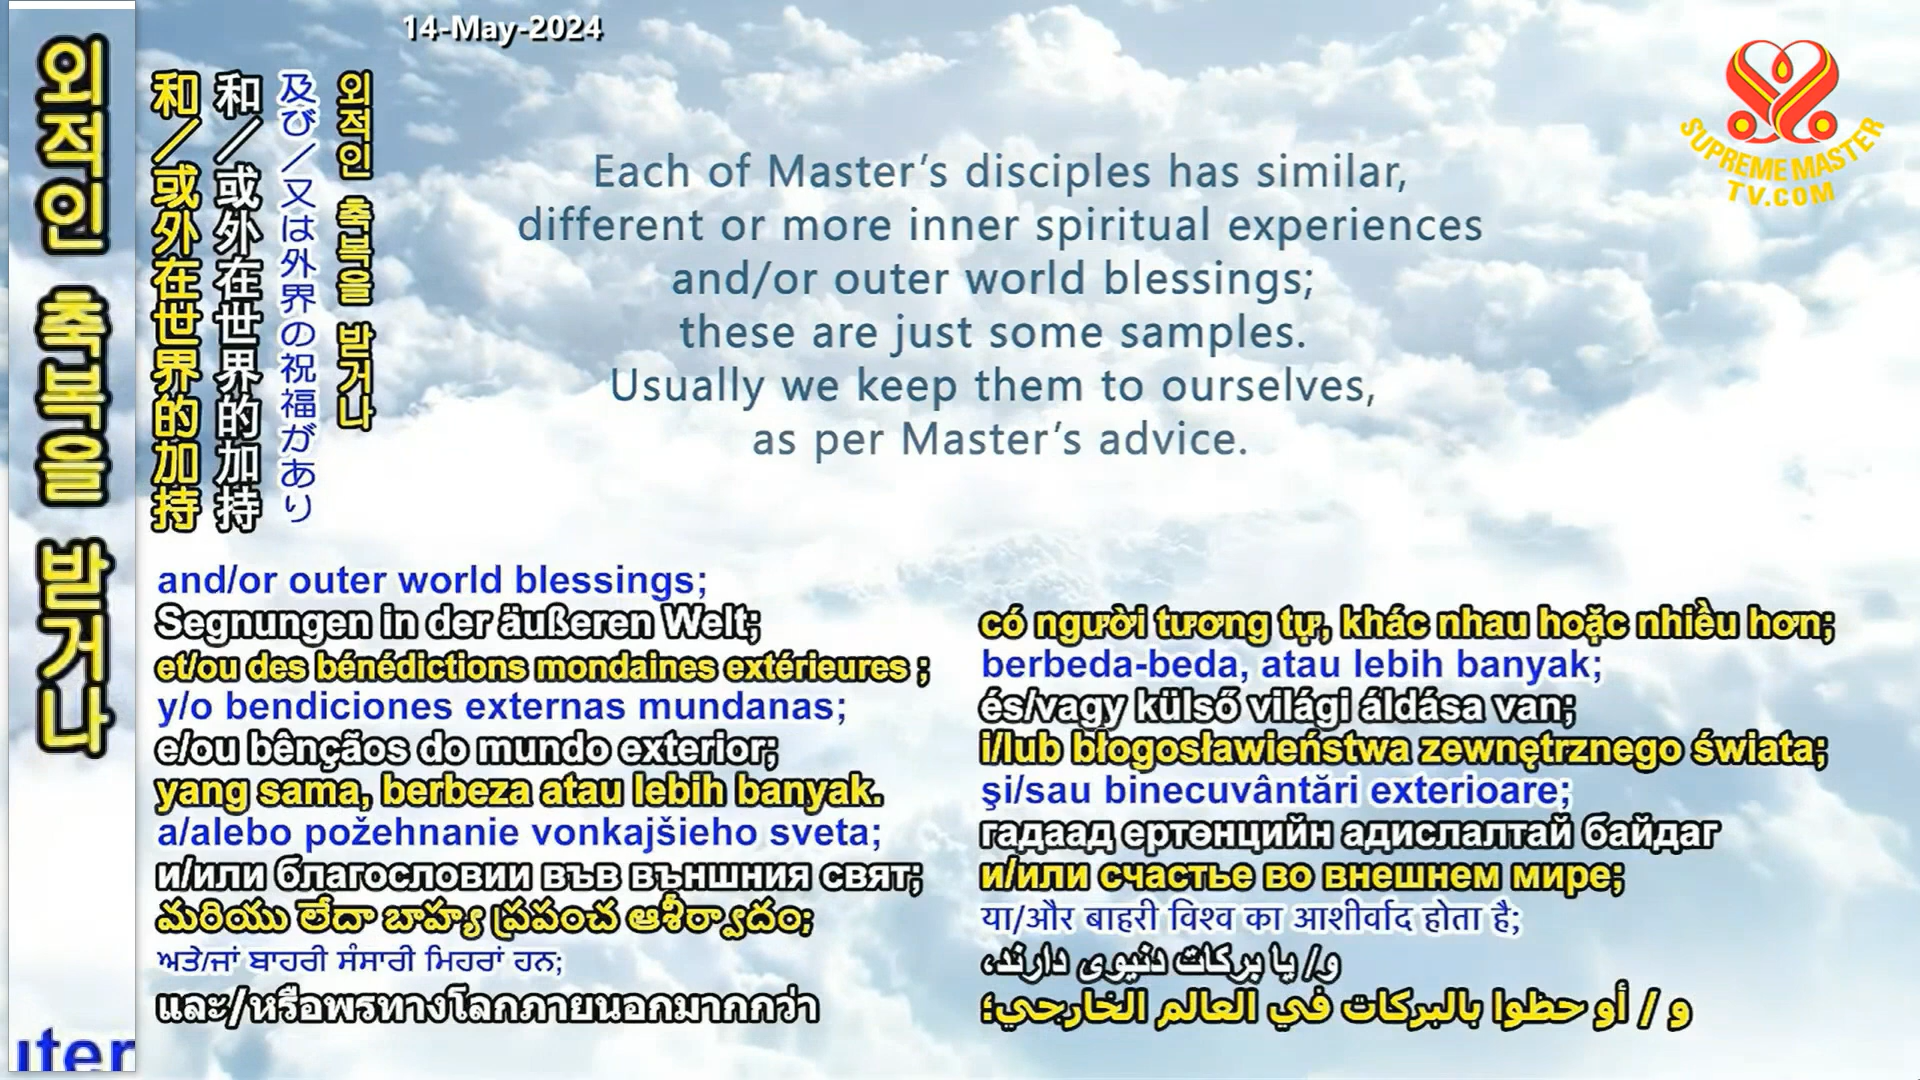 14-May-2024
외적인 축복을 받거나
uter
和／或外在世界的加持
和／或外在世界的加持
及び／又は外界の祝福があり
외적인 축복을 받거나
SUPREME MASTER
TV.COM
Each of Master’s disciples has similar,
different or more inner spiritual experiences
and/or outer world blessings;
these are just some samples.
Usually we keep them to ourselves,
as per Master’s advice.
and/or outer world blessings;
Segnungen in der äußeren Welt;
et/ou des bénédictions mondaines extérieures ;
y/o bendiciones externas mundanas;
e/ou bênçãos do mundo exterior;
yang sama, berbeza atau lebih banyak.
a/alebo požehnanie vonkajšieho sveta;
и/или благословии във външния свят;
మరియు లేదా బాహ్య ప్రపంచ ఆశీర్వాదం;
ਅਤੇ/ਜਾਂ ਬਾਹਰੀ ਸੰਸਾਰੀ ਮਿਹਰਾਂ ਹਨ;
และ/หรือพรทางโลกภายนอกมากกว่า
có người tương tự, khác nhau hoặc nhiều hơn;
berbeda-beda, atau lebih banyak;
és/vagy külső világi áldása van;
i/lub błogosławieństwa zewnętrznego świata;
şi/sau binecuvântări exterioare;
гадаад ертөнцийн адислалтай байдаг
и/или счастье во внешнем мире;
या/और बाहरी विश्व का आशीर्वाद होता है;
و/ یا برکات دنیوی دارند،
و / أو حظوا بالبركات في العالم الخارجي؛